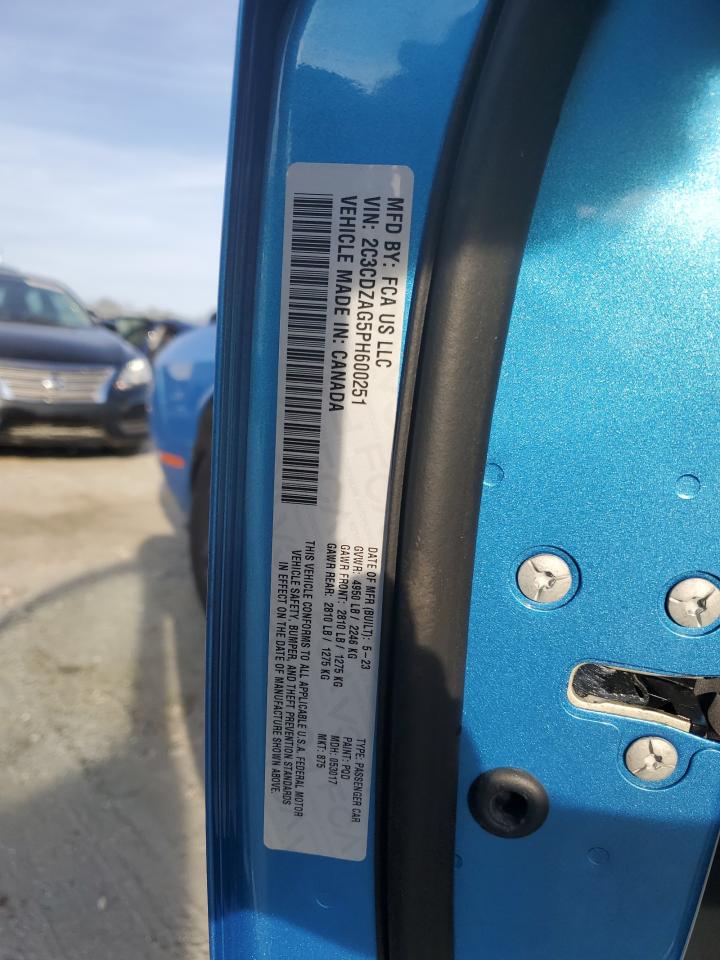 MFD BY: FCA US LLC
VIN: 2C3CDZAG5PH600251
VEHICLE MADE IN: CANADA
DATE OF MFR (BUILT): 5-23
GVWR: 4950 LB / 2246 KG
GAWR FRONT: 2810 LB / 1275 KG
GAWR REAR: 2810 LB / 1275 KG
TYPE: PASSENGER CAR
PAINT: PQD
MDH: 053017
MKT: B75
THIS VEHICLE CONFORMS TO ALL APPLICABLE U.S.A. FEDERAL MOTOR
VEHICLE SAFETY, BUMPER, AND THEFT PREVENTION STANDARDS
IN EFFECT ON THE DATE OF MANUFACTURE SHOWN ABOVE.